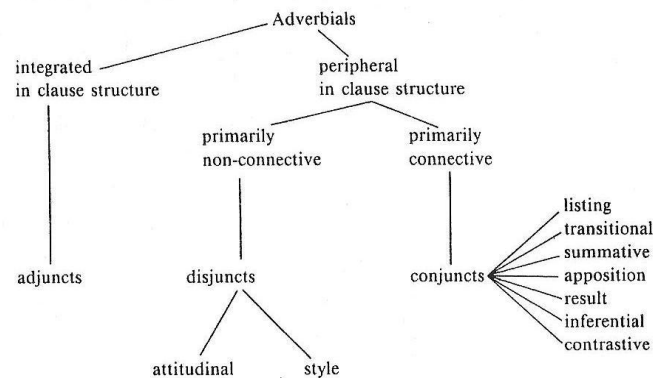 Adverbials
integrated
in clause structure
peripheral
in clause structure
primarily
non-connective
primarily
connective
adjuncts
disjuncts
conjuncts
listing
transitional
summative
apposition
result
inferential
contrastive
attitudinal
style